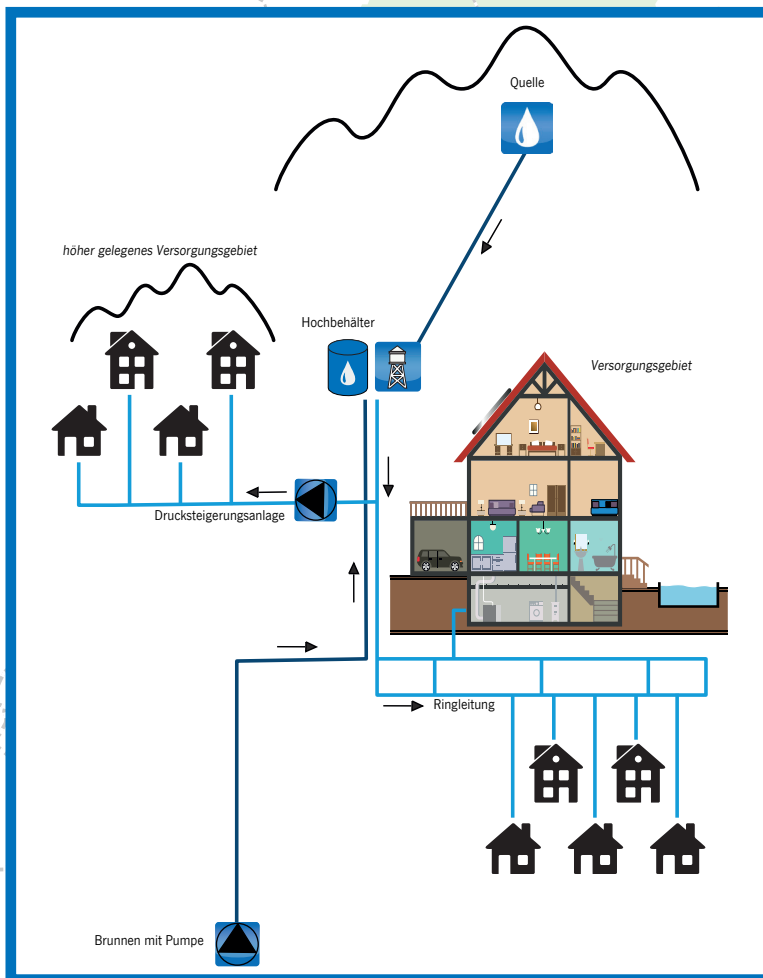 Quelle
höher gelegenes Versorgungsgebiet
Hochbehälter
Versorgungsgebiet
Drucksteigerungsanlage
Ringleitung
Brunnen mit Pumpe